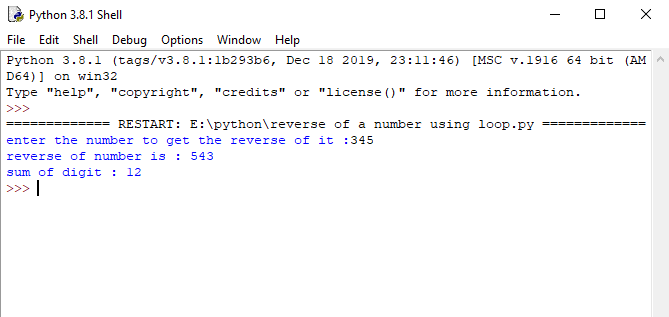 Python 3.8.1 Shell
File Edit Shell Debug Options Window Help
Python 3.8.1 (tags/v3.8.1:1b293b6, Dec 18 2019, 23:11:46) [MSC v.1916 64 bit (AM
D64)] on win32
Type "help", "copyright", "credits" or "license()" for more information.
>>>
============= RESTART: E:\python\reverse of a number using loop.py =============
enter the number to get the reverse of it :345
reverse of number is : 543
sum of digit : 12
>>>